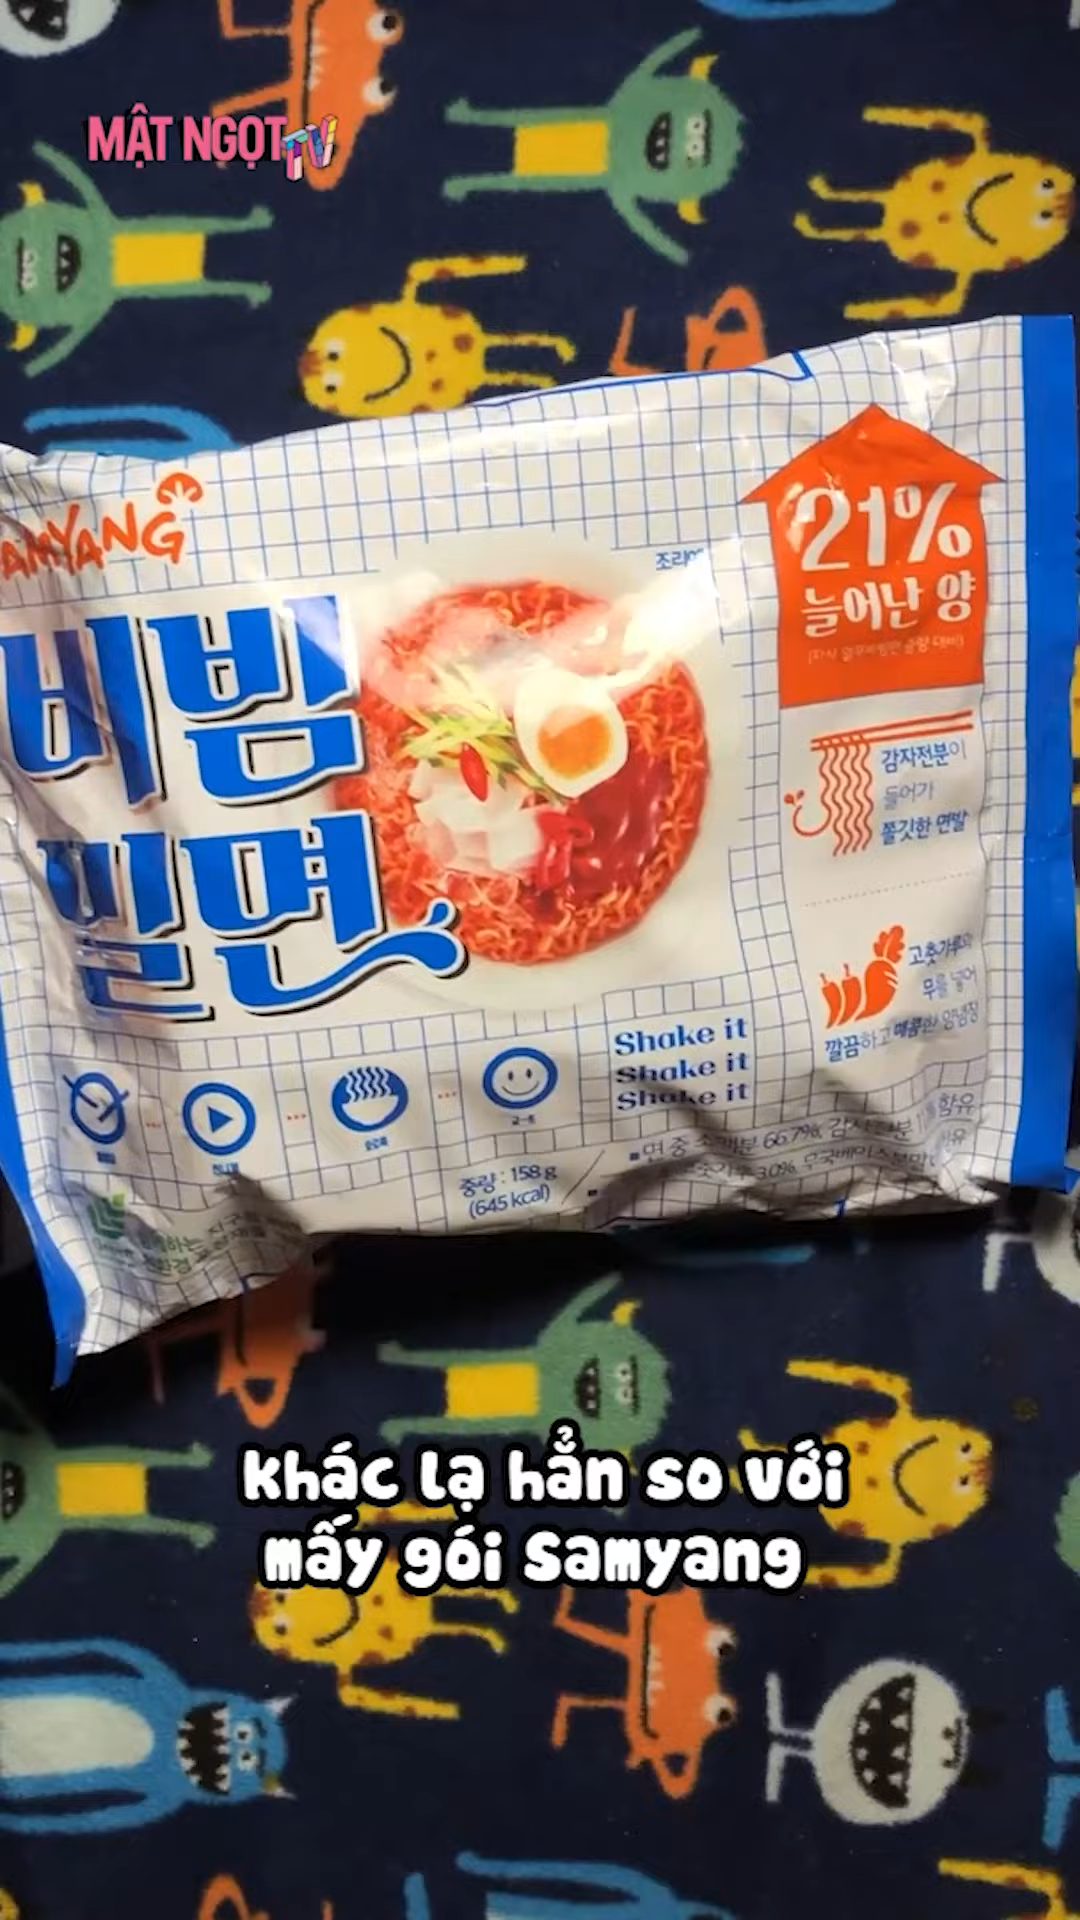 MẬT NGỌT TV
SAMYANG
비빔
밀면
21%
늘어난 양
감자전분이
들어가
쫄깃한 면발
고춧가루와
무를 넣어
깔끔하고 매콤한 양념장
Shake it
Shake it
Shake it
중량 : 158 g
(645 kcal)
khác lạ hẳn so với
mấy gói Samyang